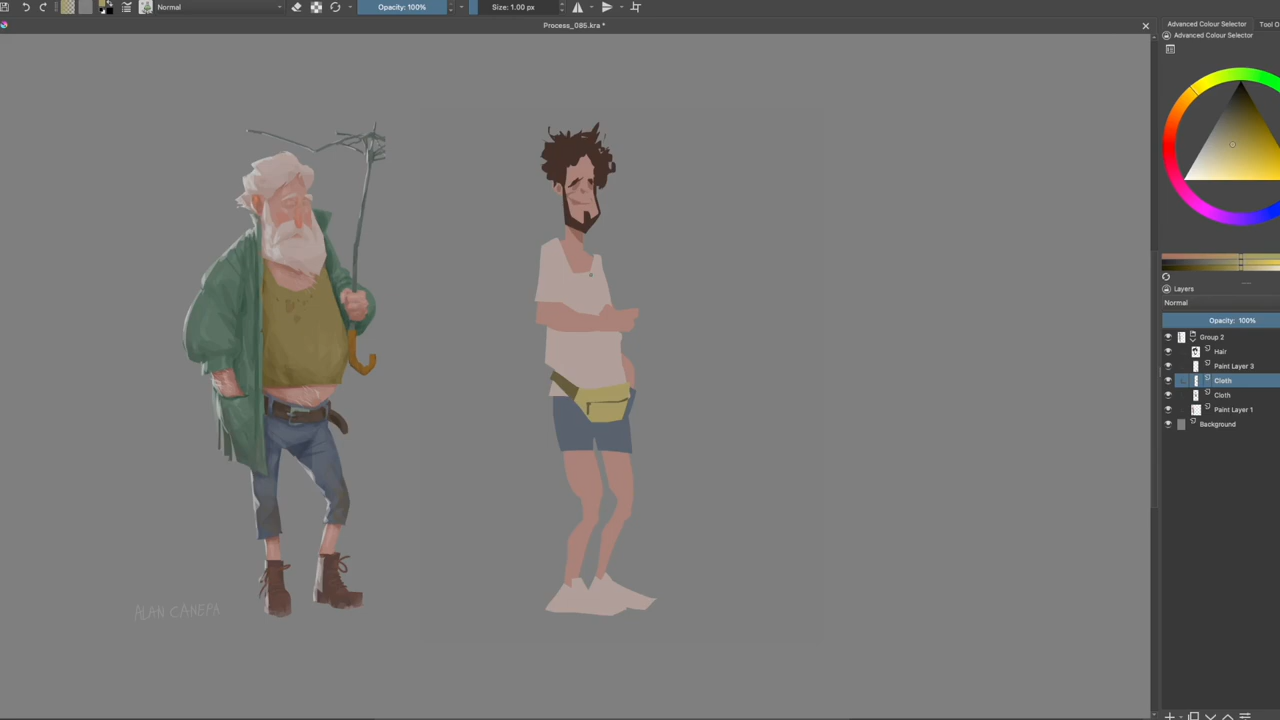 Normal
Opacity: 100%
Size: 1.00 px
Process_085.kra *
Advanced Colour Selector
Tool O
Advanced Colour Selector
Layers
Normal
Opacity: 100%
Group 2
Hair
Paint Layer 3
Cloth
Cloth
Paint Layer 1
Background
ALAN CANEPA